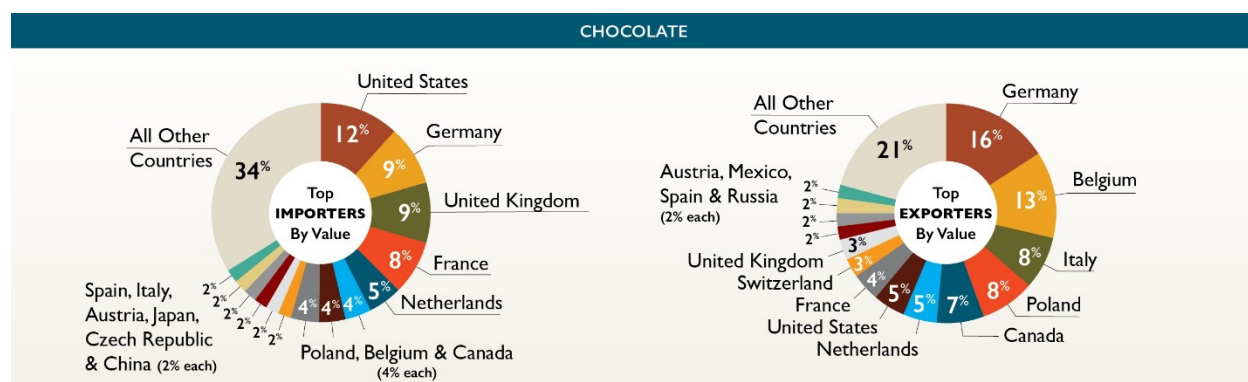 CHOCOLATE
United States
12%
Germany
9%
United Kingdom
9%
France
8%
Netherlands
5%
Poland, Belgium & Canada
(4% each)
4%
4%
4%
Spain, Italy,
Austria, Japan,
Czech Republic
& China (2% each)
2%
2%
2%
2%
2%
2%
All Other
Countries
34%
Top
IMPORTERS
By Value
Germany
16%
Belgium
13%
Italy
8%
Poland
8%
Canada
7%
Netherlands
5%
United States
5%
France
4%
Switzerland
3%
United Kingdom
3%
Austria, Mexico,
Spain & Russia
(2% each)
2%
2%
2%
2%
All Other
Countries
21%
Top
EXPORTERS
By Value